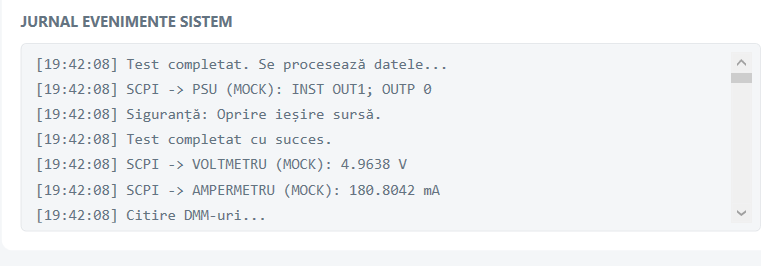 JURNAL EVENIMENTE SISTEM
[19:42:08] Test completat. Se procesează datele...
[19:42:08] SCPI -> PSU (MOCK): INST OUT1; OUTP 0
[19:42:08] Siguranță: Oprire ieșire sursă.
[19:42:08] Test completat cu succes.
[19:42:08] SCPI -> VOLTMETRU (MOCK): 4.9638 V
[19:42:08] SCPI -> AMPERMETRU (MOCK): 180.8042 mA
[19:42:08] Citire DMM-uri...